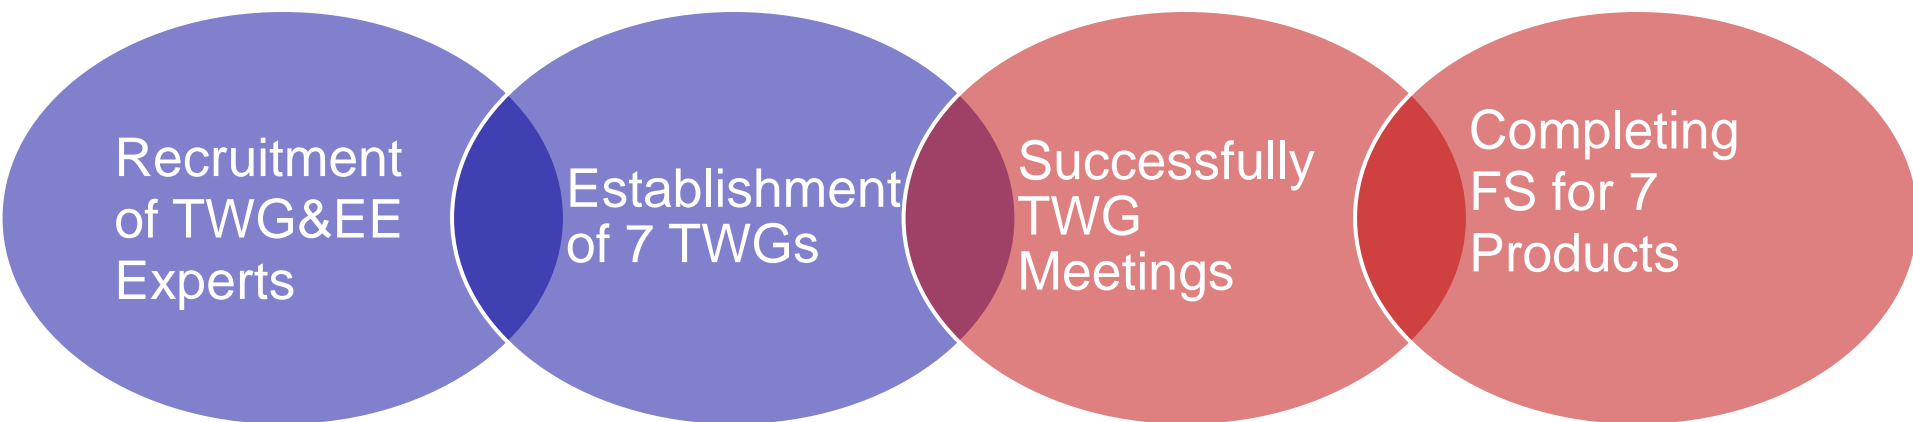 Recruitment
of TWG&EE
Experts
Establishment
of 7 TWGs
Successfully
TWG
Meetings
Completing
FS for 7
Products